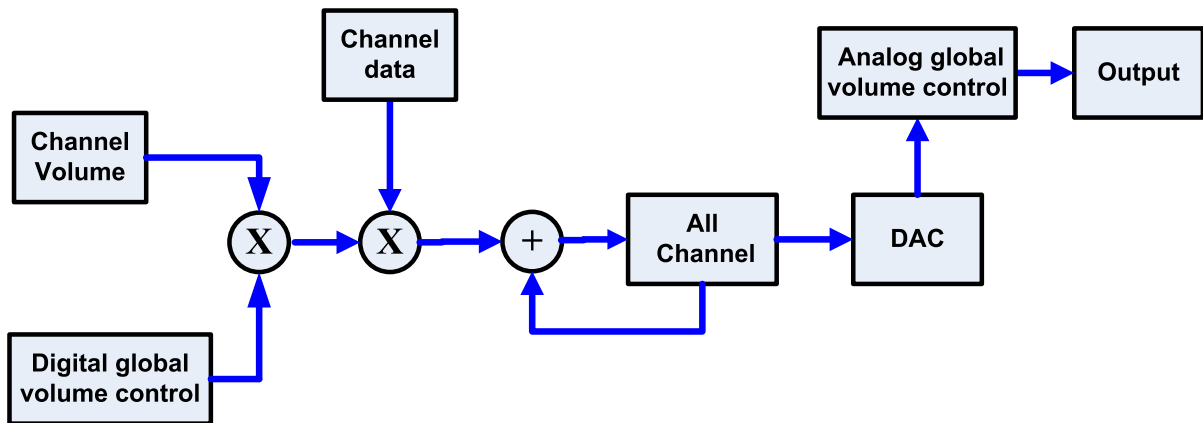 Channel
data
Analog global
volume control
Output
Channel
Volume
X
X
+
All
Channel
DAC
Digital global
volume control